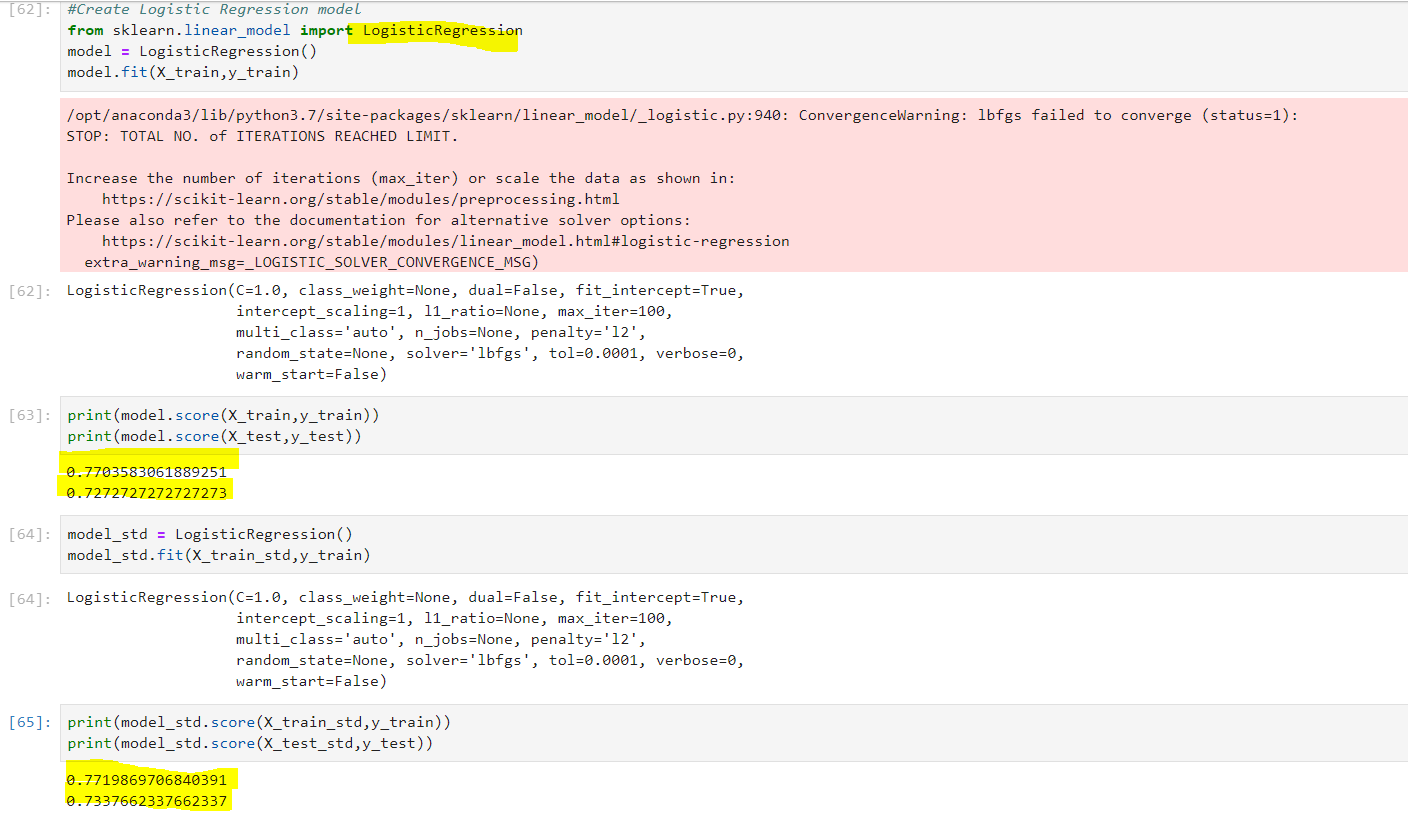 [62]: #Create Logistic Regression model
from sklearn.linear_model import LogisticRegression
model = LogisticRegression()
model.fit(X_train,y_train)
/opt/anaconda3/lib/python3.7/site-packages/sklearn/linear_model/_logistic.py:940: ConvergenceWarning: lbfgs failed to converge (status=1):
STOP: TOTAL NO. of ITERATIONS REACHED LIMIT.
Increase the number of iterations (max_iter) or scale the data as shown in:
https://scikit-learn.org/stable/modules/preprocessing.html
Please also refer to the documentation for alternative solver options:
https://scikit-learn.org/stable/modules/linear_model.html#logistic-regression
extra_warning_msg=_LOGISTIC_SOLVER_CONVERGENCE_MSG)
[62]: LogisticRegression(C=1.0, class_weight=None, dual=False, fit_intercept=True,
intercept_scaling=1, l1_ratio=None, max_iter=100,
multi_class='auto', n_jobs=None, penalty='l2',
random_state=None, solver='lbfgs', tol=0.0001, verbose=0,
warm_start=False)
[63]: print(model.score(X_train,y_train))
print(model.score(X_test,y_test))
0.7703583061889251
0.7272727272727273
[64]: model_std = LogisticRegression()
model_std.fit(X_train_std,y_train)
[64]: LogisticRegression(C=1.0, class_weight=None, dual=False, fit_intercept=True,
intercept_scaling=1, l1_ratio=None, max_iter=100,
multi_class='auto', n_jobs=None, penalty='l2',
random_state=None, solver='lbfgs', tol=0.0001, verbose=0,
warm_start=False)
[65]: print(model_std.score(X_train_std,y_train))
print(model_std.score(X_test_std,y_test))
0.7719869706840391
0.7337662337662337